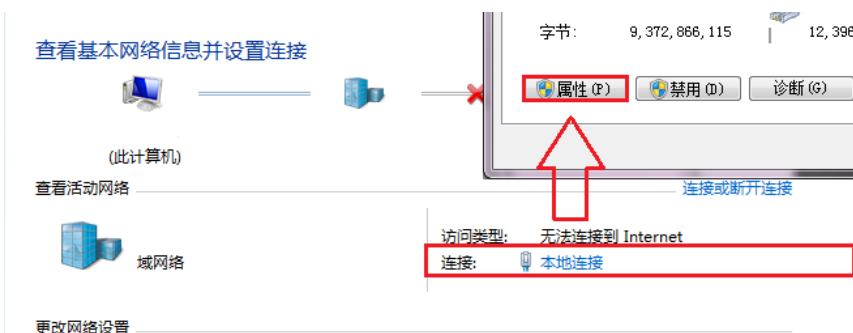 字节: 9,372,866,115 12,396
查看基本网络信息并设置连接
属性(P) 禁用(D) 诊断(G)
(此计算机)
查看活动网络 连接或断开连接
访问类型: 无法连接到 Internet
域网络 连接: 本地连接
更改网络设置